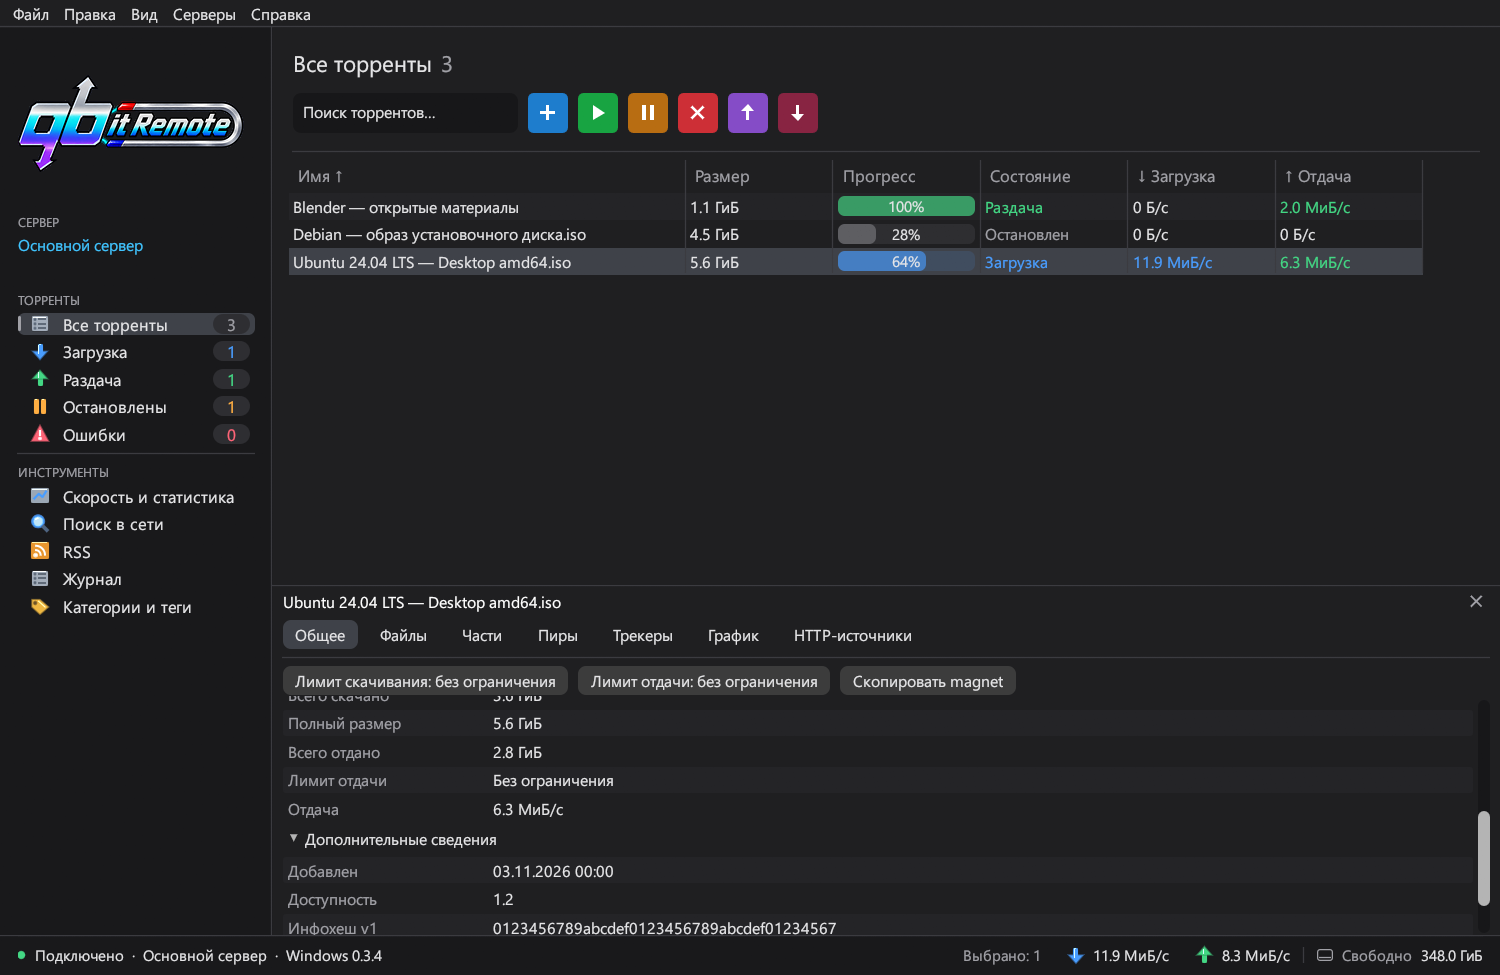 Файл Правка Вид Серверы Справка
qBit Remote
СЕРВЕР
Основной сервер
ТОРРЕНТЫ
Все торренты 3
Загрузка 1
Раздача 1
Остановлены 1
Ошибки 0
ИНСТРУМЕНТЫ
Скорость и статистика
Поиск в сети
RSS
Журнал
Категории и теги
Все торренты 3
Поиск торрентов...
Имя ↑ Размер Прогресс Состояние ↓ Загрузка ↑ Отдача
Blender — открытые материалы 1.1 ГиБ 100% Раздача 0 Б/с 2.0 МиБ/с
Debian — образ установочного диска.iso 4.5 ГиБ 28% Остановлен 0 Б/с 0 Б/с
Ubuntu 24.04 LTS — Desktop amd64.iso 5.6 ГиБ 64% Загрузка 11.9 МиБ/с 6.3 МиБ/с
Ubuntu 24.04 LTS — Desktop amd64.iso
Общее Файлы Части Пиры Трекеры График HTTP-источники
Лимит скачивания: без ограничения Лимит отдачи: без ограничения Скопировать magnet
Всего скачано 3.6 ГиБ
Полный размер 5.6 ГиБ
Всего отдано 2.8 ГиБ
Лимит отдачи Без ограничения
Отдача 6.3 МиБ/с
▼ Дополнительные сведения
Добавлен 03.11.2026 00:00
Доступность 1.2
Инфохеш v1 0123456789abcdef0123456789abcdef01234567
Подключено · Основной сервер · Windows 0.3.4 Выбрано: 1 11.9 МиБ/с 8.3 МиБ/с Свободно 348.0 ГиБ